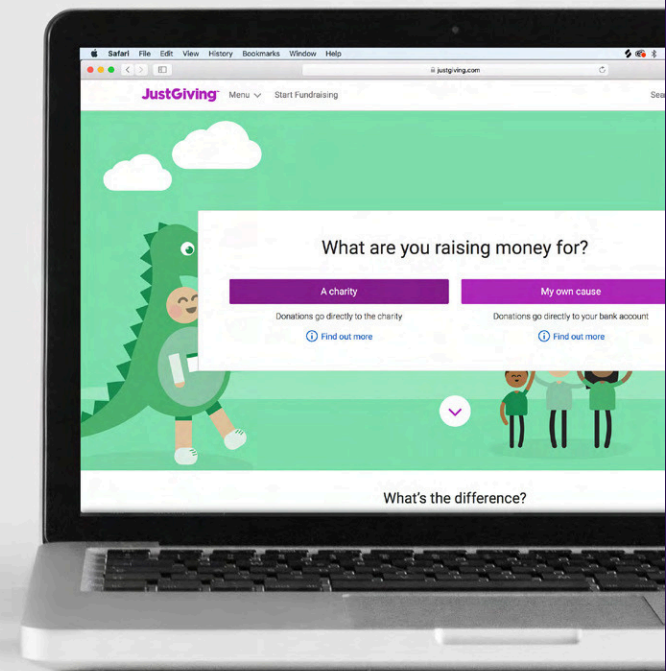 Safari File Edit View History Bookmarks Window Help
justgiving.com
JustGiving Menu Start Fundraising
What are you raising money for?
A charity
My own cause
Donations go directly to the charity
Donations go directly to your bank account
Find out more
Find out more
What's the difference?